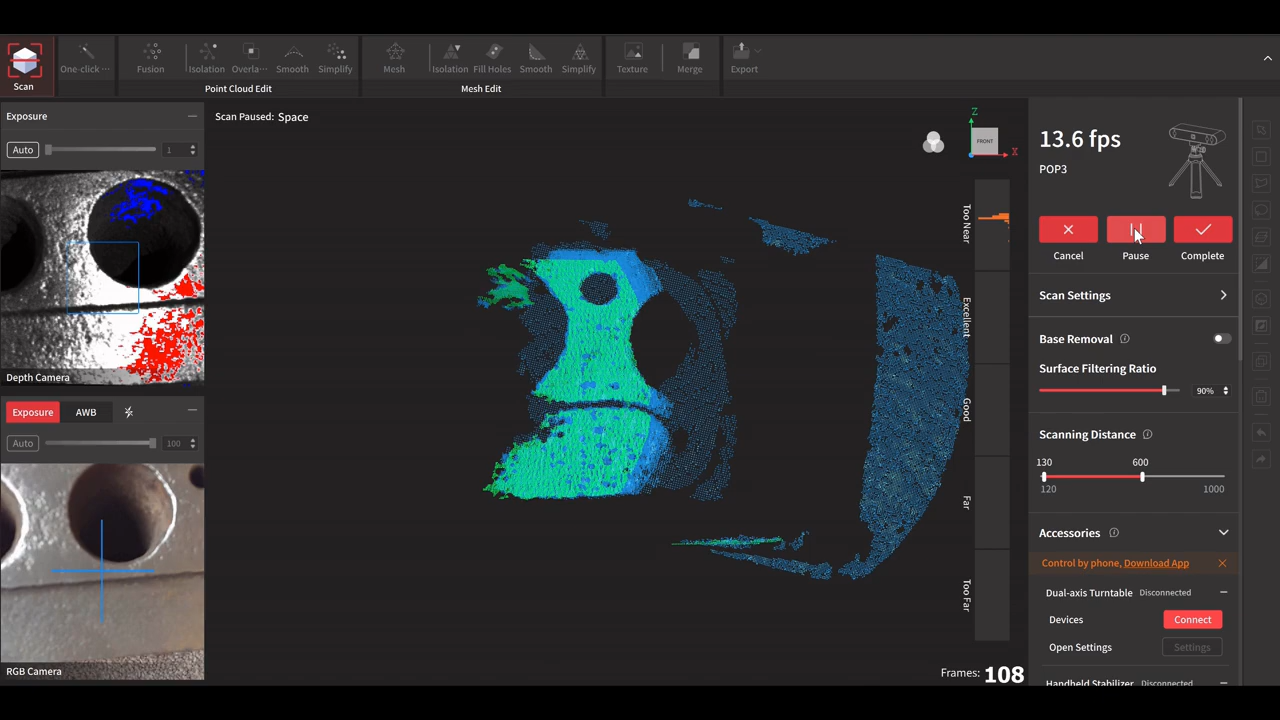 Scan
One-click ···
Fusion
Isolation
Overla···
Smooth
Simplify
Point Cloud Edit
Mesh
Isolation
Fill Holes
Smooth
Simplify
Mesh Edit
Texture
Merge
Export
Exposure
Auto
1
Depth Camera
Exposure
AWB
Auto
100
RGB Camera
Scan Paused: Space
Z
FRONT
X
Too Near
Excellent
Good
Far
Too Far
Frames: 108
13.6 fps
POP3
Cancel
Pause
Complete
Scan Settings
Base Removal
Surface Filtering Ratio
90%
Scanning Distance
130
600
120
1000
Accessories
Control by phone, Download App
Dual-axis Turntable Disconnected
Devices
Connect
Open Settings
Settings
Handheld Stabilizer Disconnected